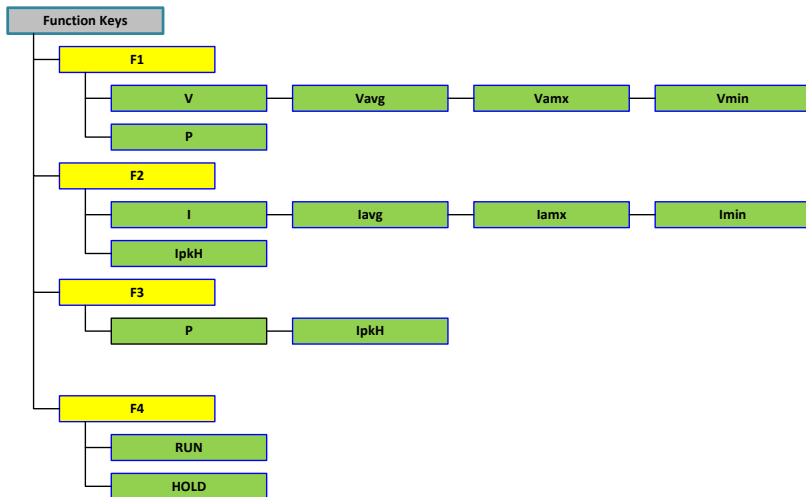 Function Keys
F1
V Vavg Vamx Vmin
P
F2
I Iavg Iamx Imin
IpkH
F3
P IpkH
F4
RUN
HOLD